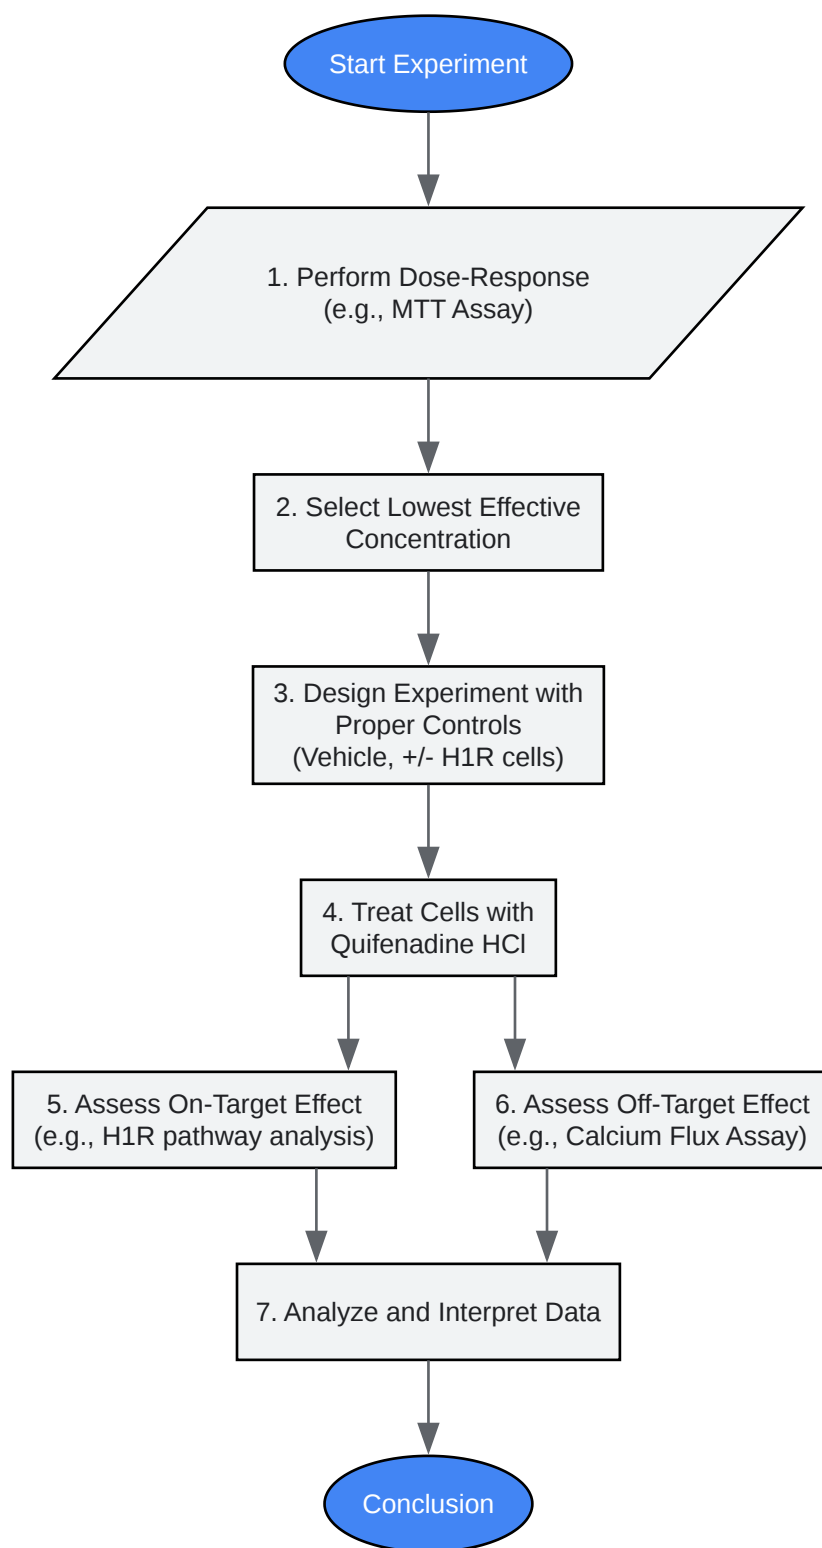 Start Experiment
1. Perform Dose-Response
(e.g., MTT Assay)
2. Select Lowest Effective
Concentration
3. Design Experiment with
Proper Controls
(Vehicle, +/- H1R cells)
4. Treat Cells with
Quifenadine HCl
5. Assess On-Target Effect
(e.g., H1R pathway analysis)
6. Assess Off-Target Effect
(e.g., Calcium Flux Assay)
7. Analyze and Interpret Data
Conclusion